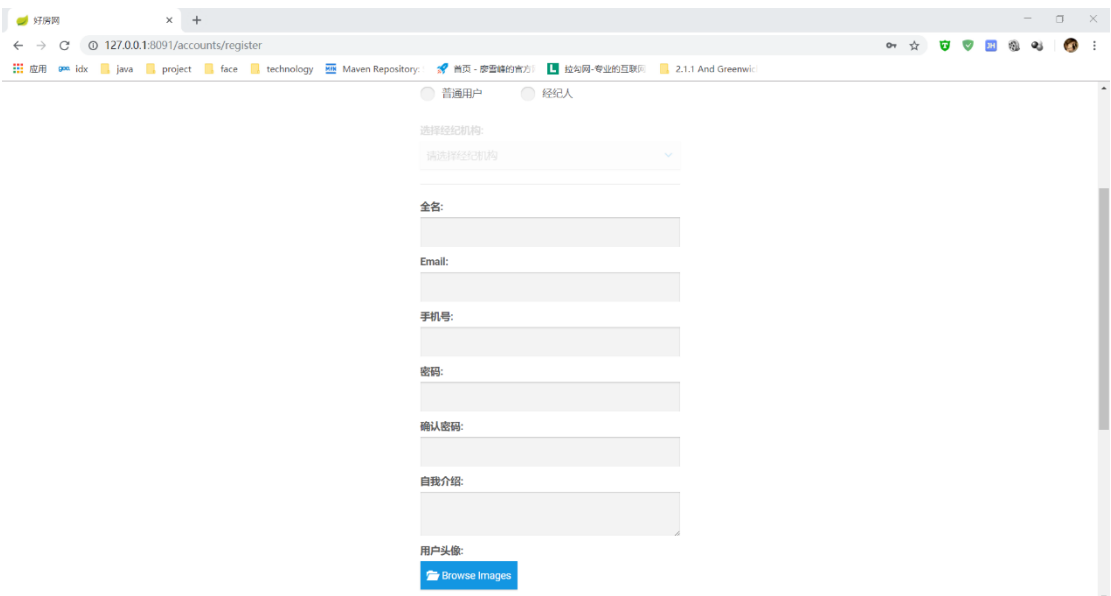 好房网
127.0.0.1:8091/accounts/register
应用 idx java project face technology Maven Repository: 首页 - 廖雪峰的官方 拉勾网-专业的互联网 2.1.1 And Greenwic
普通用户 经纪人
选择经纪机构:
请选择经纪机构
全名:
Email:
手机号:
密码:
确认密码:
自我介绍:
用户头像:
Browse Images